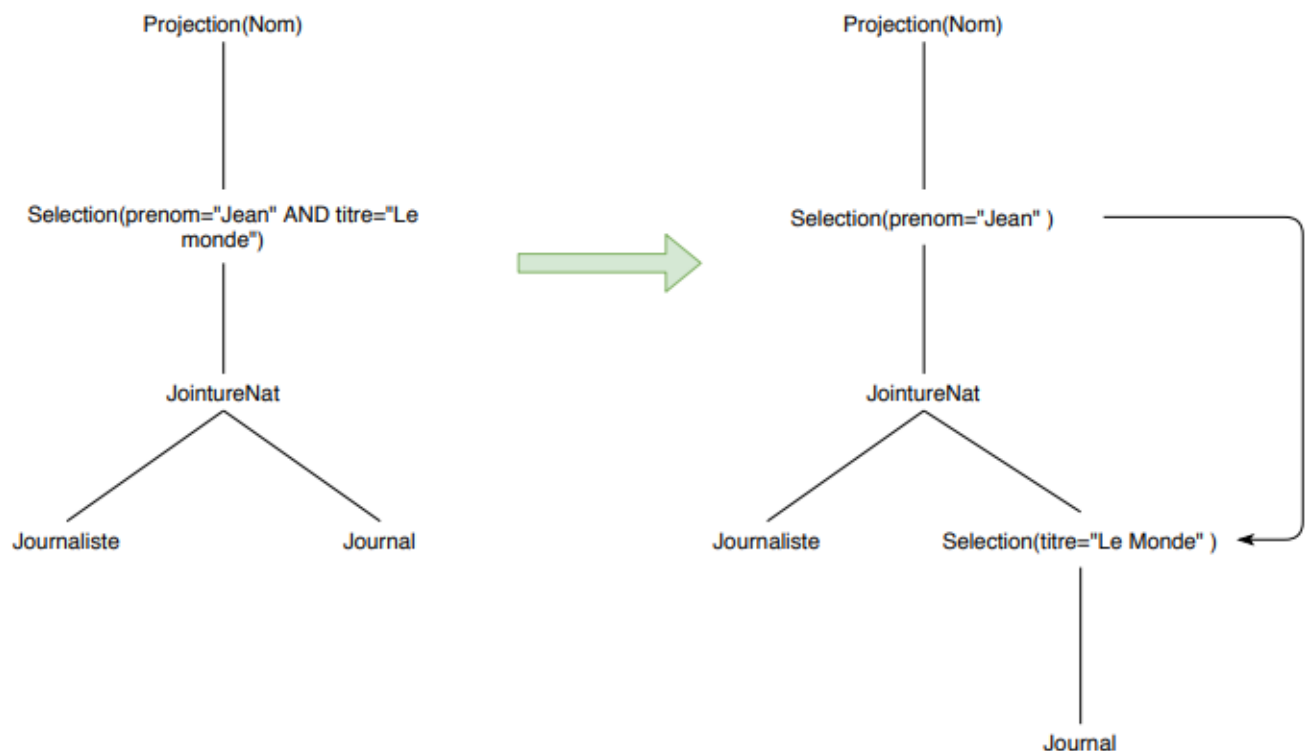 Projection(Nom)
Selection(prenom="Jean" AND titre="Le
monde")
JointureNat
Journaliste
Journal
Projection(Nom)
Selection(prenom="Jean" )
JointureNat
Journaliste
Selection(titre="Le Monde" )
Journal